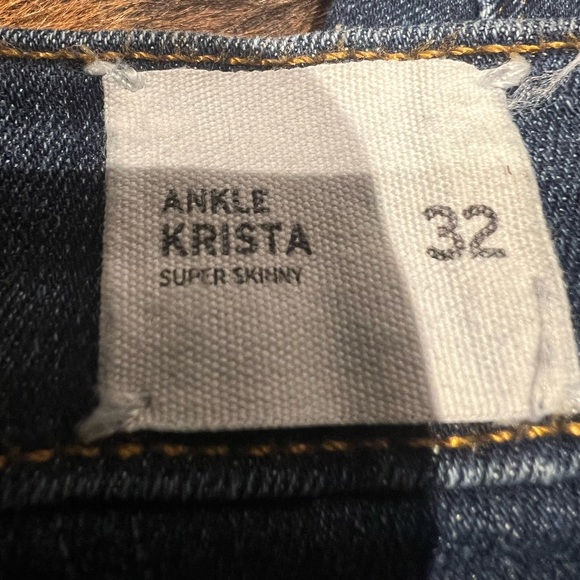 ANKLE
KRISTA
SUPER SKINNY
32